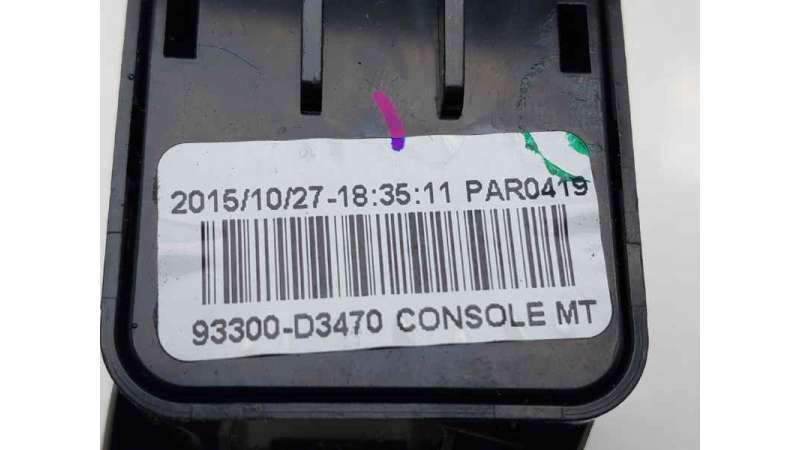 2015/10/27-18:35:11 PAR0419
93300-D3470 CONSOLE MT